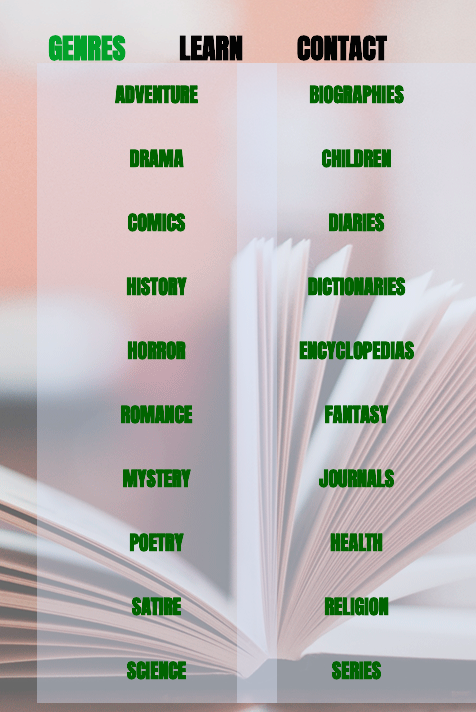 GENRES LEARN CONTACT
ADVENTURE BIOGRAPHIES
DRAMA CHILDREN
COMICS DIARIES
HISTORY DICTIONARIES
HORROR ENCYCLOPEDIAS
ROMANCE FANTASY
MYSTERY JOURNALS
POETRY HEALTH
SATIRE RELIGION
SCIENCE SERIES